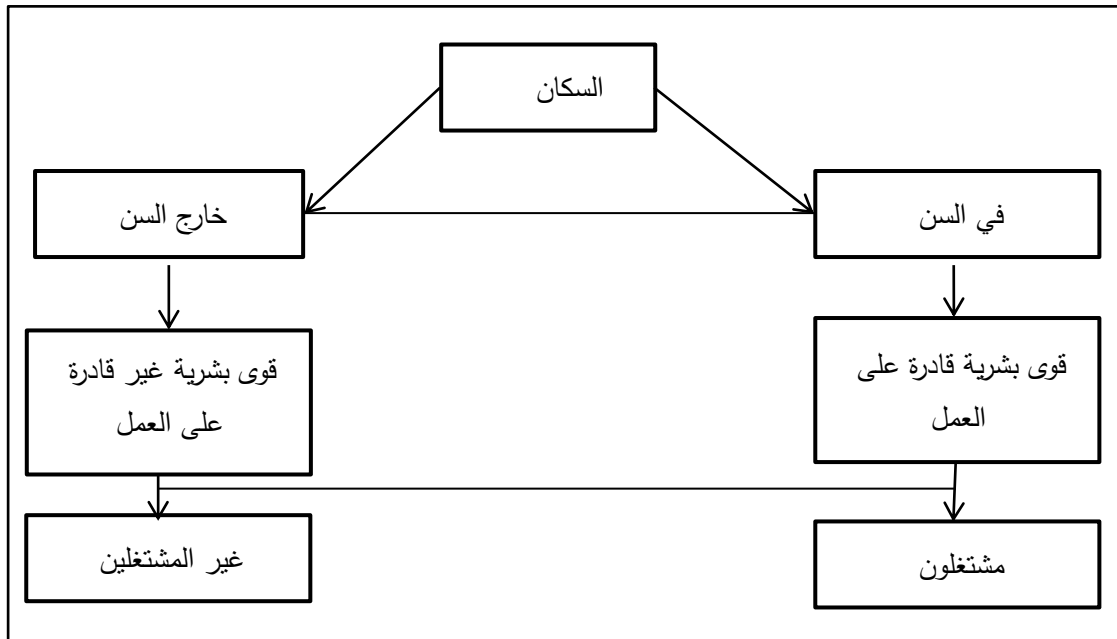 السكان
في السن
خارج السن
قوى بشرية قادرة على
العمل
قوى بشرية غير قادرة
على العمل
مشتغلون
غير المشتغلين